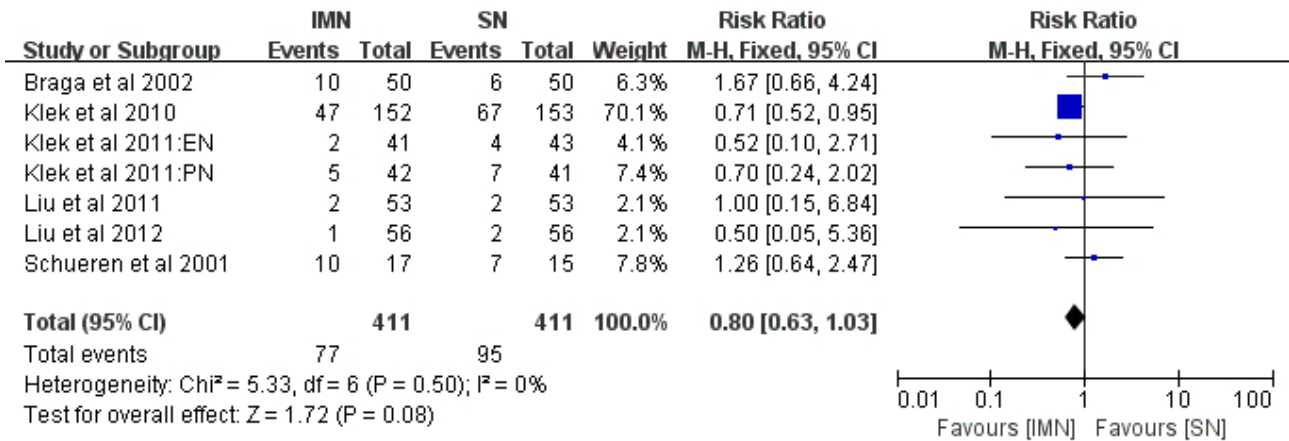 IMN SN Risk Ratio Risk Ratio
Study or Subgroup Events Total Events Total Weight M-H, Fixed, 95% CI M-H, Fixed, 95% CI
Braga et al 2002 10 50 6 50 6.3% 1.67 [0.66, 4.24]
Klek et al 2010 47 152 67 153 70.1% 0.71 [0.52, 0.95]
Klek et al 2011:EN 2 41 4 43 4.1% 0.52 [0.10, 2.71]
Klek et al 2011:PN 5 42 7 41 7.4% 0.70 [0.24, 2.02]
Liu et al 2011 2 53 2 53 2.1% 1.00 [0.15, 6.84]
Liu et al 2012 1 56 2 56 2.1% 0.50 [0.05, 5.36]
Schueren et al 2001 10 17 7 15 7.8% 1.26 [0.64, 2.47]
Total (95% CI) 411 411 100.0% 0.80 [0.63, 1.03]
Total events 77 95
Heterogeneity: Chi² = 5.33, df = 6 (P = 0.50); I² = 0%
Test for overall effect: Z = 1.72 (P = 0.08)
0.01 0.1 1 10 100
Favours [IMN] Favours [SN]